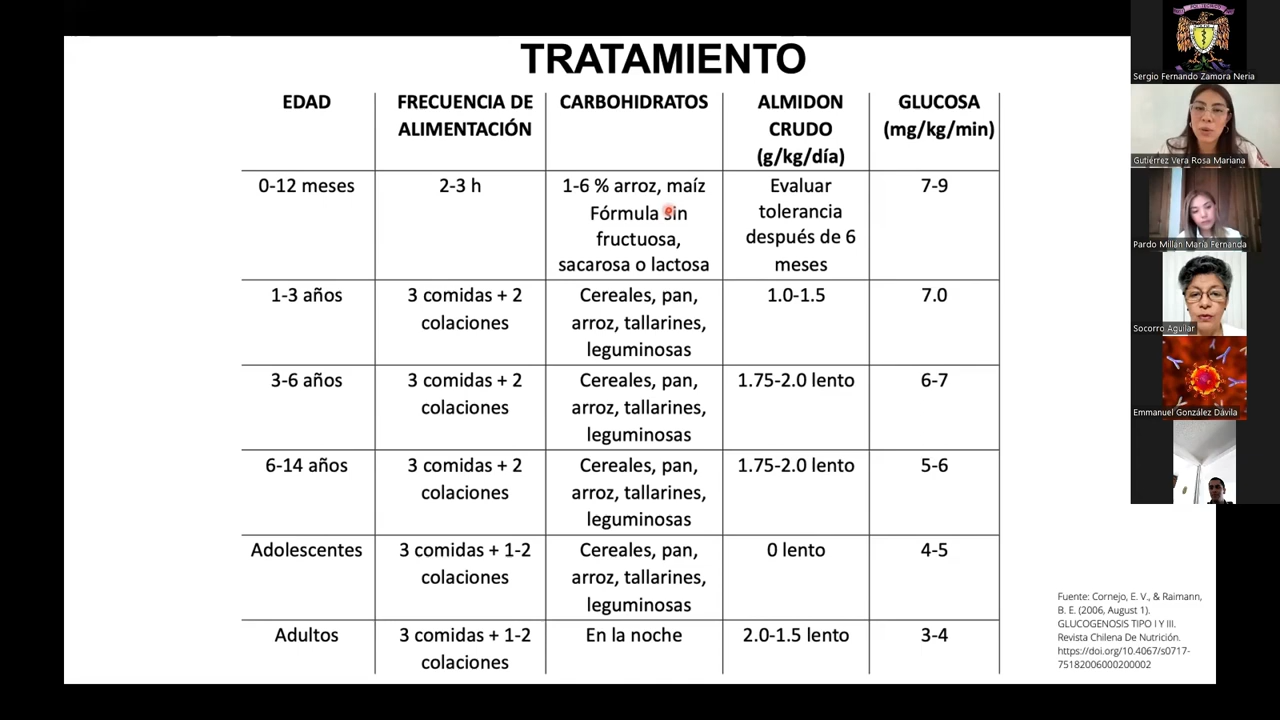 TRATAMIENTO
EDAD
FRECUENCIA DE
ALIMENTACIÓN
CARBOHIDRATOS
ALMIDON
CRUDO
(g/kg/día)
GLUCOSA
(mg/kg/min)
0-12 meses
2-3 h
1-6 % arroz, maíz
Fórmula sin
fructuosa,
sacarosa o lactosa
Evaluar
tolerancia
después de 6
meses
7-9
1-3 años
3 comidas + 2
colaciones
Cereales, pan,
arroz, tallarines,
leguminosas
1.0-1.5
7.0
3-6 años
3 comidas + 2
colaciones
Cereales, pan,
arroz, tallarines,
leguminosas
1.75-2.0 lento
6-7
6-14 años
3 comidas + 2
colaciones
Cereales, pan,
arroz, tallarines,
leguminosas
1.75-2.0 lento
5-6
Adolescentes
3 comidas + 1-2
colaciones
Cereales, pan,
arroz, tallarines,
leguminosas
0 lento
4-5
Adultos
3 comidas + 1-2
colaciones
En la noche
2.0-1.5 lento
3-4
Fuente: Cornejo, E. V., & Raimann,
B. E. (2006, August 1).
GLUCOGENOSIS TIPO I Y III.
Revista Chilena De Nutrición.
https://doi.org/10.4067/s0717-
75182006000200002
Sergio Fernando Zamora Neria
Gutiérrez Vera Rosa Mariana
Pardo Millán María Fernanda
Socorro Aguilar
Emmanuel González Dávila